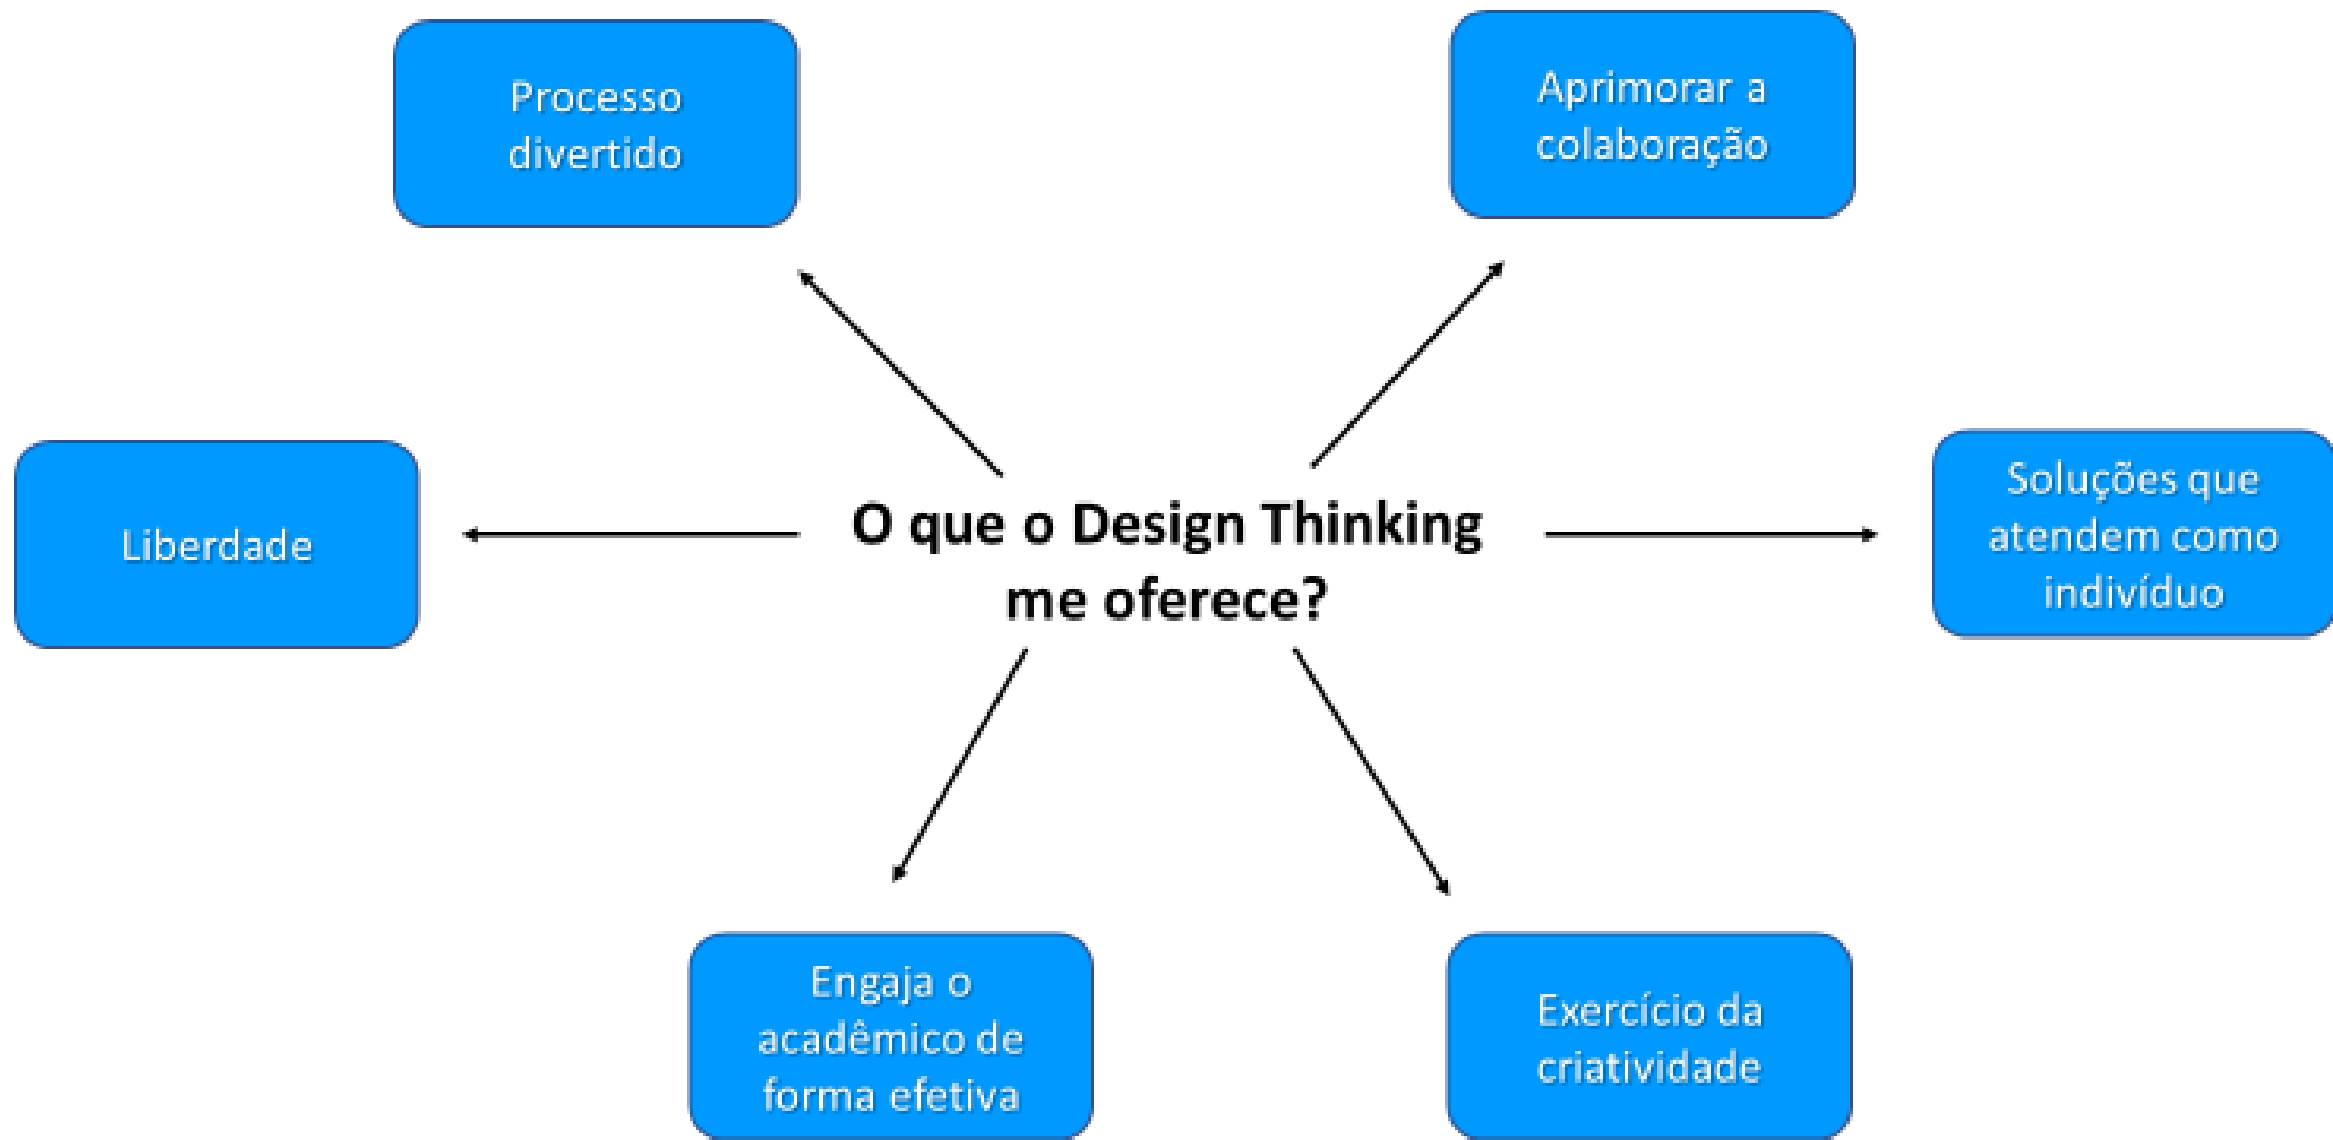 Processo
divertido
Aprimorar a
colaboração
Liberdade
O que o Design Thinking
me oferece?
Soluções que
atendem como
indivíduo
Engaja o
acadêmico de
forma efetiva
Exercício da
criatividade